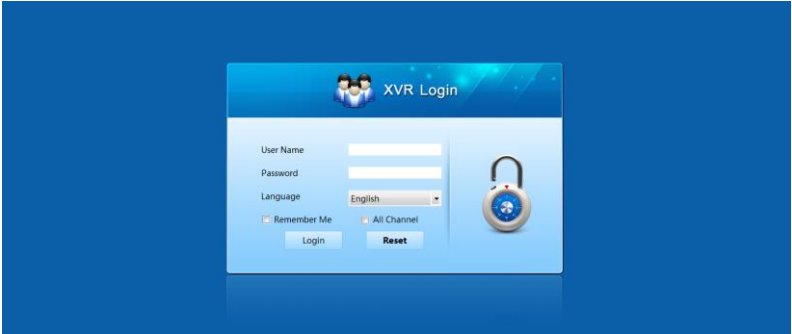 XVR Login
User Name
Password
Language English
Remember Me All Channel
Login Reset